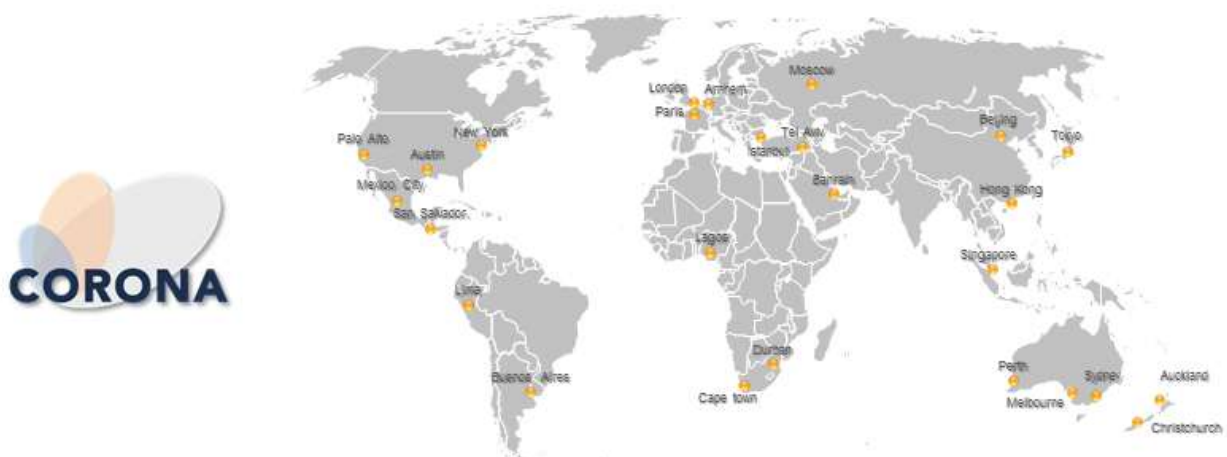 Moscow
London Arnhem
Paris
Beijing
New York
Tel Aviv
Tokyo
Palo Alto
Istanbul
Austin
Bahrain
Mexico City
Hong Kong
San Salvador
Lagos
Singapore
CORONA
Lima
Durban
Perth
Sydney
Auckland
Buenos Aires
Cape town
Melbourne
Christchurch